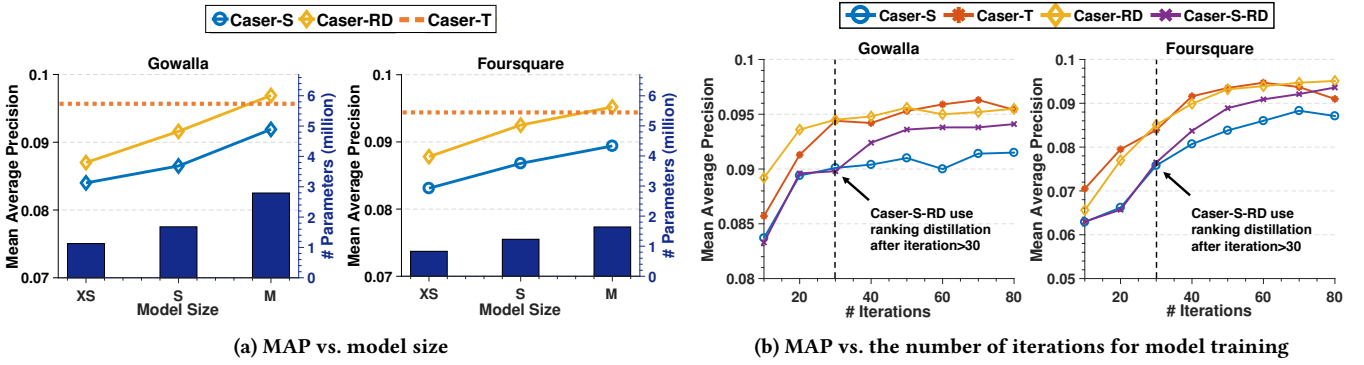 Caser-S Caser-RD Caser-T
Gowalla
0.1
0.09
0.08
0.07
Mean Average Precision
XS S M
Model Size
6
5
4
3
2
1
0
# Parameters (million)
Foursquare
0.1
0.09
0.08
0.07
Mean Average Precision
XS S M
Model Size
6
5
4
3
2
1
0
# Parameters (million)
(a) MAP vs. model size
Caser-S Caser-T Caser-RD Caser-S-RD
Gowalla
0.1
0.095
0.09
0.085
0.08
Mean Average Precision
Caser-S-RD use
ranking distillation
after iteration>30
20 40 60 80
# Iterations
Foursquare
0.1
0.09
0.08
0.07
0.06
0.05
Mean Average Precision
Caser-S-RD use
ranking distillation
after iteration>30
20 40 60 80
# Iterations
(b) MAP vs. the number of iterations for model training